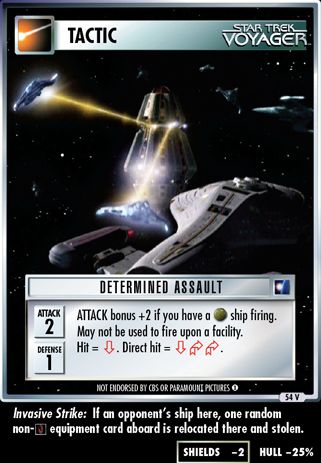 TACTIC
STAR TREK
VOYAGER
DETERMINED ASSAULT
ATTACK
2
DEFENSE
1
ATTACK bonus +2 if you have a ship firing.
May not be used to fire upon a facility.
Hit = . Direct hit = .
NOT ENDORSED BY CBS OR PARAMOUNT PICTURES
54 V
Invasive Strike: If an opponent's ship here, one random
non- equipment card aboard is relocated there and stolen.
SHIELDS -2 HULL -25%